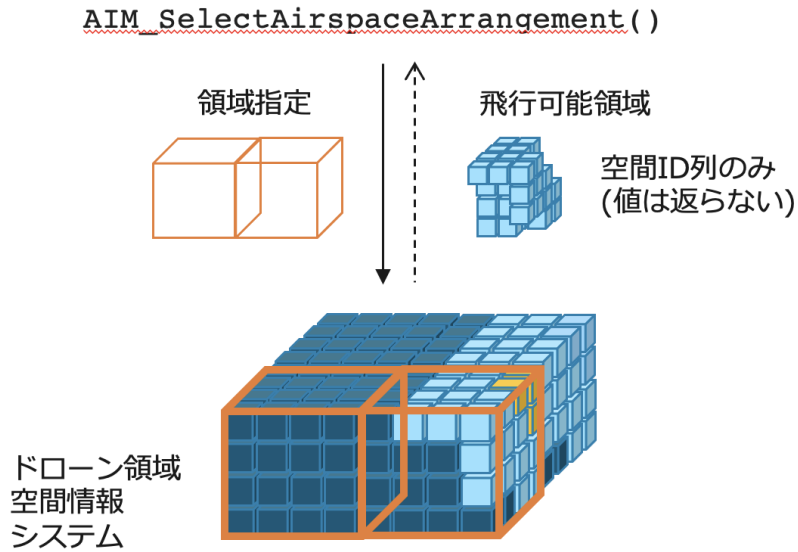 AIM_SelectAirspaceArrangement()
領域指定
飛行可能領域
空間ID列のみ
(値は返らない)
ドローン領域
空間情報
システム